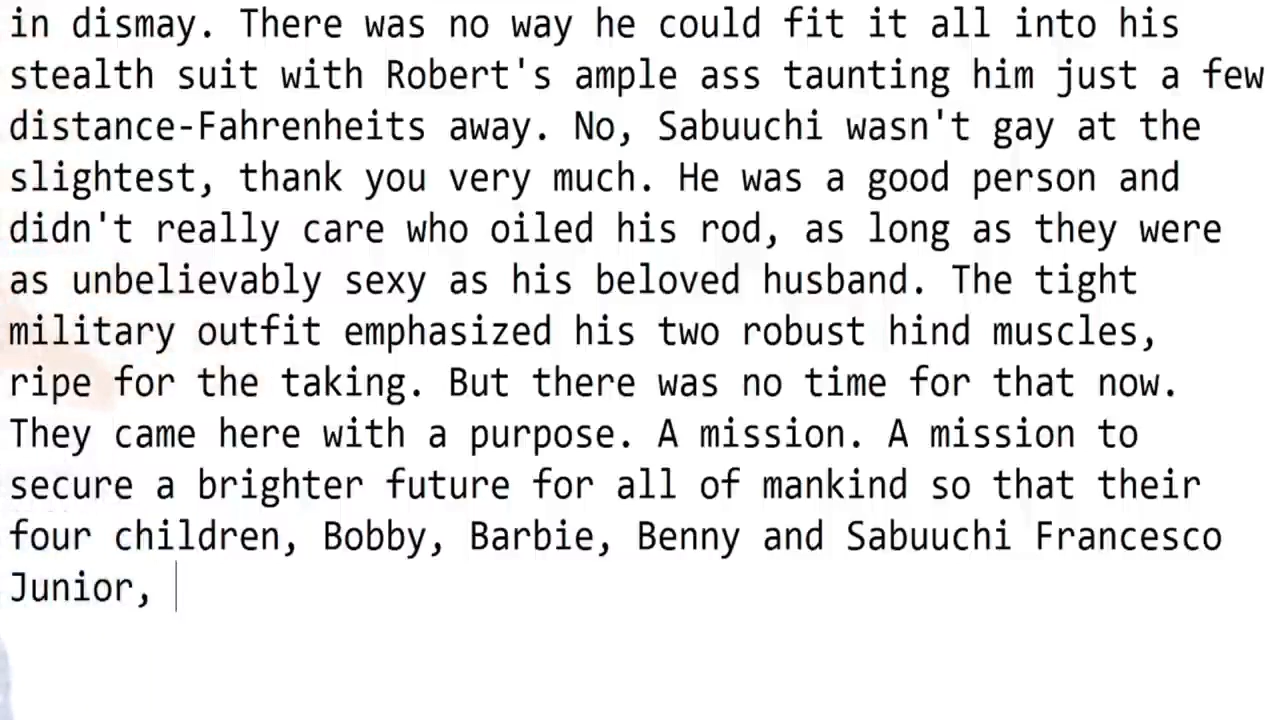 in dismay. There was no way he could fit it all into his
stealth suit with Robert's ample ass taunting him just a few
distance-Fahrenheits away. No, Sabuuchi wasn't gay at the
slightest, thank you very much. He was a good person and
didn't really care who oiled his rod, as long as they were
as unbelievably sexy as his beloved husband. The tight
military outfit emphasized his two robust hind muscles,
ripe for the taking. But there was no time for that now.
They came here with a purpose. A mission. A mission to
secure a brighter future for all of mankind so that their
four children, Bobby, Barbie, Benny and Sabuuchi Francesco
Junior,